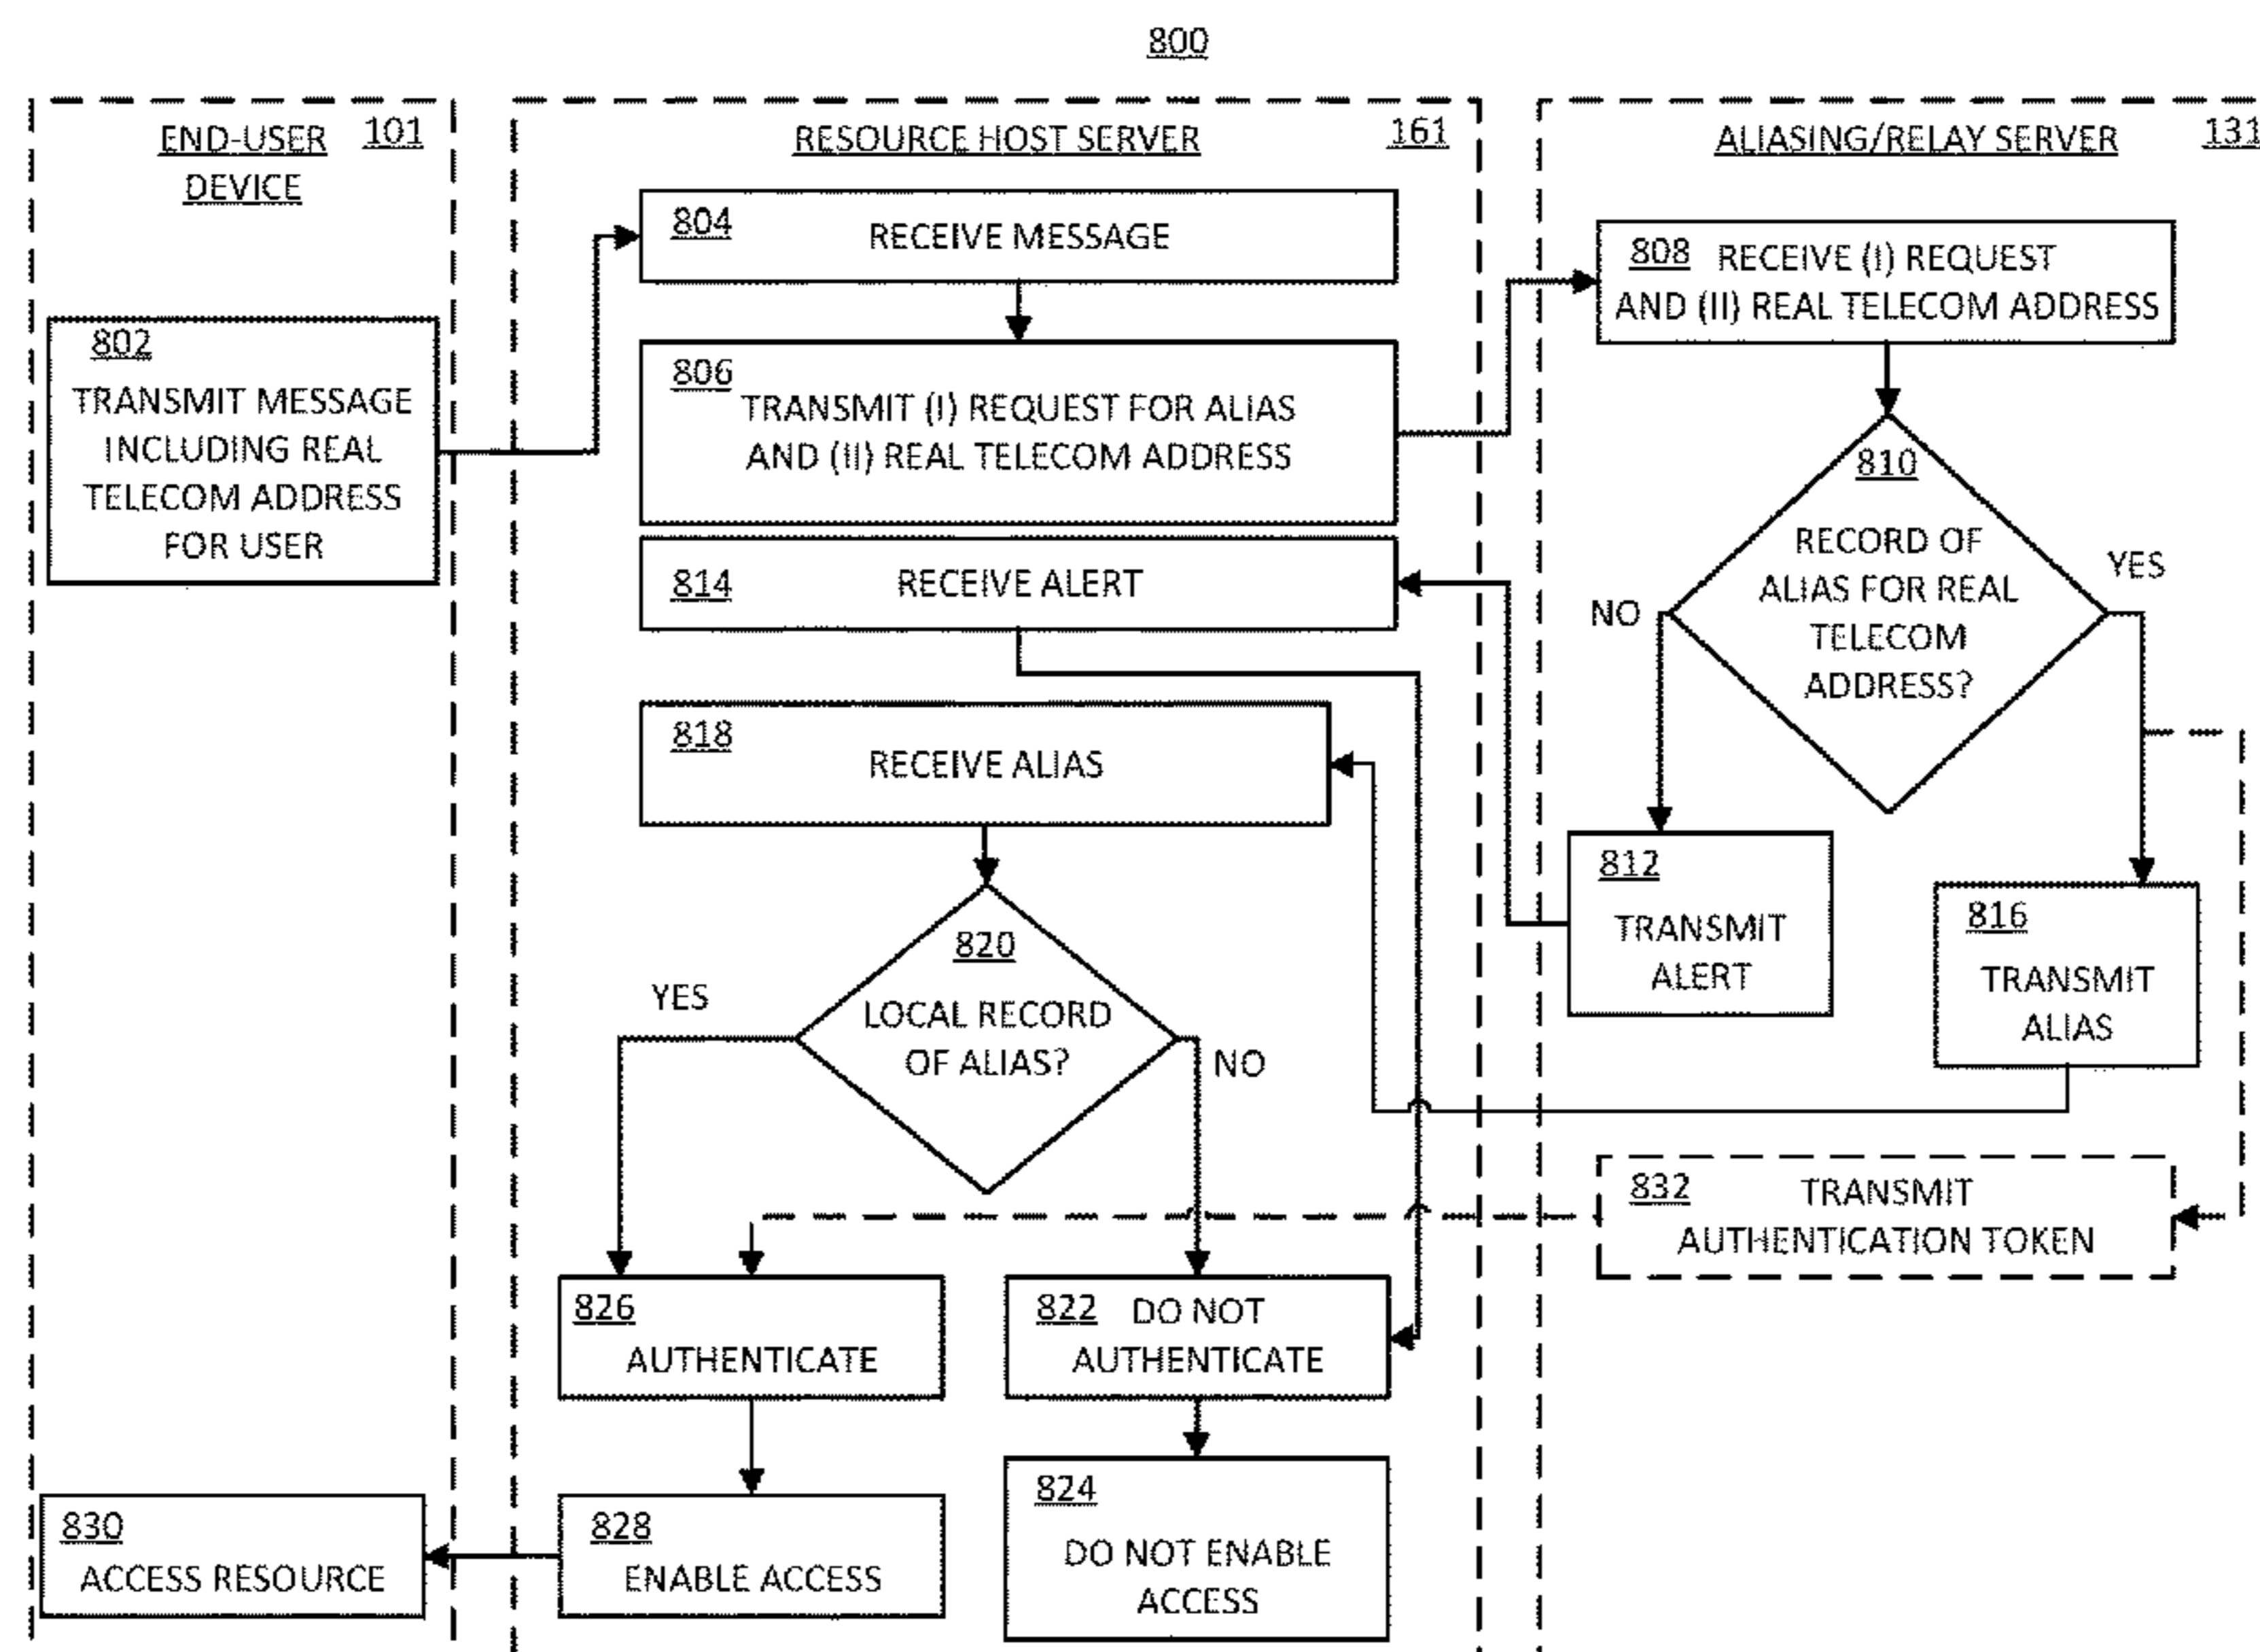 800
END-USER 101
DEVICE
802
TRANSMIT MESSAGE
INCLUDING REAL
TELECOM ADDRESS
FOR USER
830
ACCESS RESOURCE
RESOURCE HOST SERVER 161
804 RECEIVE MESSAGE
806
TRANSMIT (I) REQUEST FOR ALIAS
AND (II) REAL TELECOM ADDRESS
814 RECEIVE ALERT
818
RECEIVE ALIAS
820
LOCAL RECORD
OF ALIAS?
YES
NO
826
AUTHENTICATE
822 DO NOT
AUTHENTICATE
828
ENABLE ACCESS
824
DO NOT ENABLE
ACCESS
ALIASING/RELAY SERVER 131
808 RECEIVE (I) REQUEST
AND (II) REAL TELECOM ADDRESS
810
RECORD OF
ALIAS FOR REAL
TELECOM
ADDRESS?
NO
YES
812
TRANSMIT
ALERT
816
TRANSMIT
ALIAS
832 TRANSMIT
AUTHENTICATION TOKEN